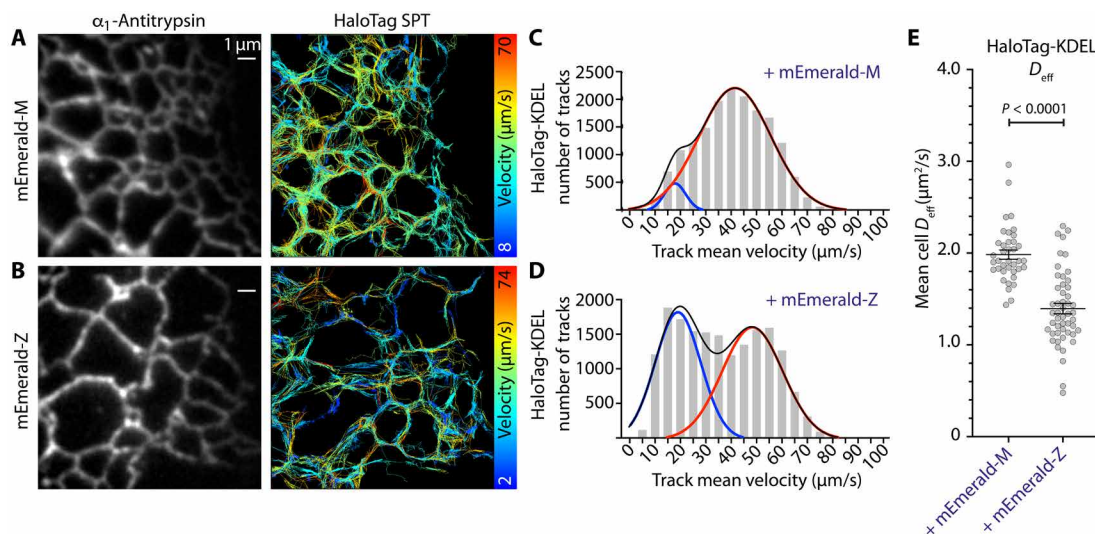 α1-Antitrypsin
HaloTag SPT
A
mEmerald-M
1 μm
70
Velocity (μm/s)
8
B
mEmerald-Z
74
Velocity (μm/s)
2
C
+ mEmerald-M
HaloTag-KDEL
number of tracks
2500
2000
1500
1000
500
0 10 20 30 40 50 60 70 80 90 100
Track mean velocity (μm/s)
D
+ mEmerald-Z
HaloTag-KDEL
number of tracks
2000
1500
1000
500
0 10 20 30 40 50 60 70 80 90 100
Track mean velocity (μm/s)
E
HaloTag-KDEL
Deff
P < 0.0001
Mean cell Deff (μm²/s)
4.0
3.0
2.0
1.0
0
+ mEmerald-M
+ mEmerald-Z